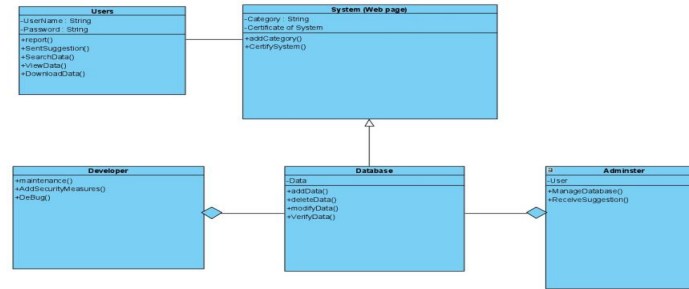 Users
-UserName : String
-Password : String
+report()
+SentSuggestion()
+SearchData()
+ViewData()
+DownloadData()
System (Web page)
-Category : String
-Certificate of System
+addCategory()
+CertifySystem()
Developer
+maintenance()
+AddSecurityMeasures()
+DeBug()
Database
-Data
+addData()
+deleteData()
+modifyData()
+VerifyData()
Adminster
-User
+ManageDatabase()
+ReceiveSuggestion()